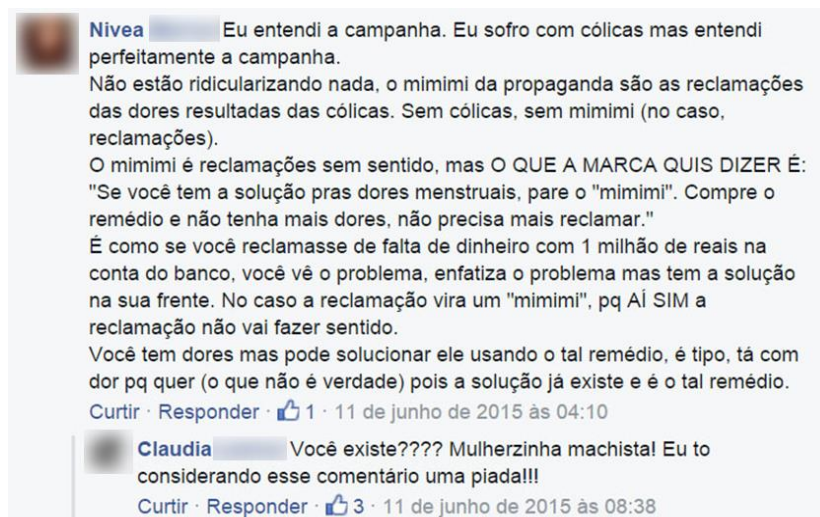 Nivea Eu entendi a campanha. Eu sofro com cólicas mas entendi
perfeitamente a campanha.
Não estão ridicularizando nada, o mimimi da propaganda são as reclamações
das dores resultadas das cólicas. Sem cólicas, sem mimimi (no caso,
reclamações).
O mimimi é reclamações sem sentido, mas O QUE A MARCA QUIS DIZER É:
"Se você tem a solução pras dores menstruais, pare o "mimimi". Compre o
remédio e não tenha mais dores, não precisa mais reclamar."
É como se você reclamasse de falta de dinheiro com 1 milhão de reais na
conta do banco, você vê o problema, enfatiza o problema mas tem a solução
na sua frente. No caso a reclamação vira um "mimimi", pq AÍ SIM a
reclamação não vai fazer sentido.
Você tem dores mas pode solucionar ele usando o tal remédio, é tipo, tá com
dor pq quer (o que não é verdade) pois a solução já existe e é o tal remédio.
Curtir · Responder · 1 · 11 de junho de 2015 às 04:10
Claudia Você existe???? Mulherzinha machista! Eu to
considerando esse comentário uma piada!!!
Curtir · Responder · 3 · 11 de junho de 2015 às 08:38